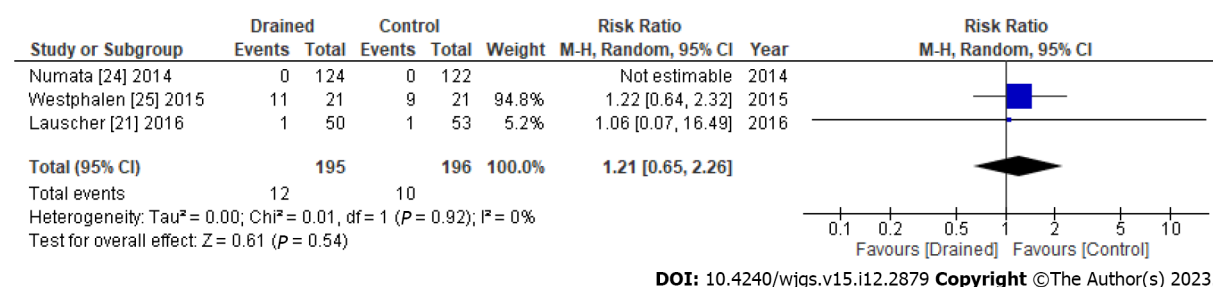 Drained Control Risk Ratio Risk Ratio
Study or Subgroup Events Total Events Total Weight M-H, Random, 95% CI Year M-H, Random, 95% CI
Numata [24] 2014 0 124 0 122 Not estimable 2014
Westphalen [25] 2015 11 21 9 21 94.8% 1.22 [0.64, 2.32] 2015
Lauscher [21] 2016 1 50 1 53 5.2% 1.06 [0.07, 16.49] 2016
Total (95% CI) 195 196 100.0% 1.21 [0.65, 2.26]
Total events 12 10
Heterogeneity: Tau² = 0.00; Chi² = 0.01, df = 1 (P = 0.92); I² = 0%
Test for overall effect: Z = 0.61 (P = 0.54)
0.1 0.2 0.5 1 2 5 10
Favours [Drained] Favours [Control]
DOI: 10.4240/wjgs.v15.i12.2879 Copyright ©The Author(s) 2023